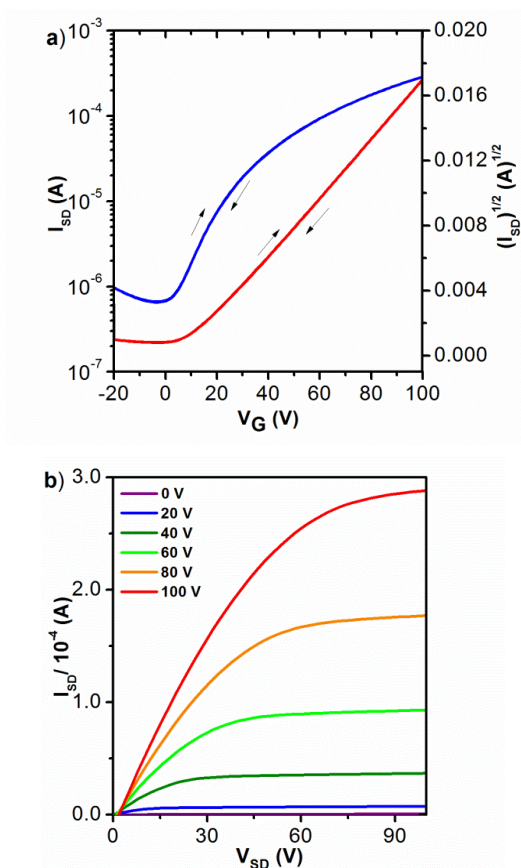 a)
10⁻³
10⁻⁴
10⁻⁵
10⁻⁶
10⁻⁷
I_SD (A)
0.020
0.016
0.012
0.008
0.004
0.000
(I_SD)^1/2 (A)^1/2
-20 0 20 40 60 80 100
V_G (V)
b)
3.0
2.0
1.0
0.0
I_SD/ 10⁻⁴ (A)
0 V
20 V
40 V
60 V
80 V
100 V
0 30 60 90
V_SD (V)